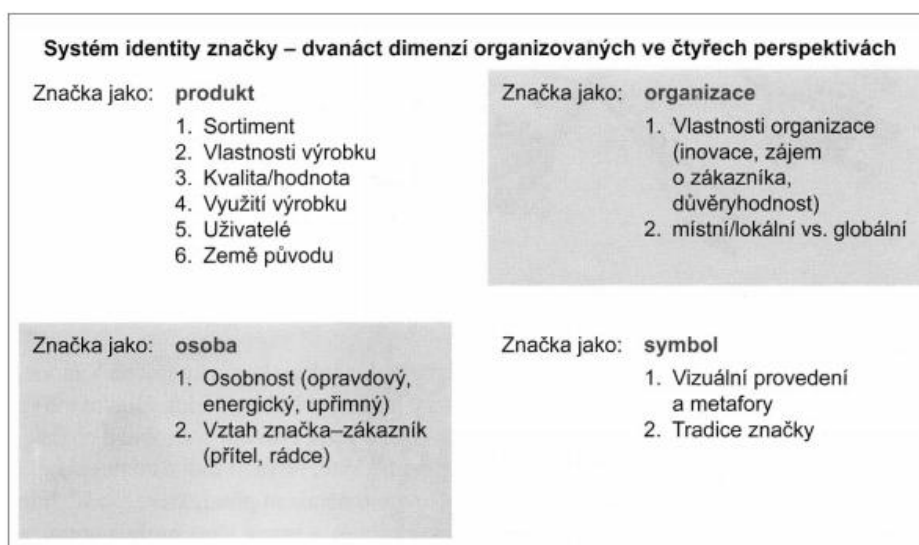 Systém identity značky – dvanáct dimenzí organizovaných ve čtyřech perspektivách
Značka jako: produkt
1. Sortiment
2. Vlastnosti výrobku
3. Kvalita/hodnota
4. Využití výrobku
5. Uživatelé
6. Země původu
Značka jako: organizace
1. Vlastnosti organizace
(inovace, zájem
o zákazníka,
důvěryhodnost)
2. místní/lokální vs. globální
Značka jako: osoba
1. Osobnost (opravdový,
energický, upřimný)
2. Vztah značka–zákazník
(přítel, rádce)
Značka jako: symbol
1. Vizuální provedení
a metafory
2. Tradice značky